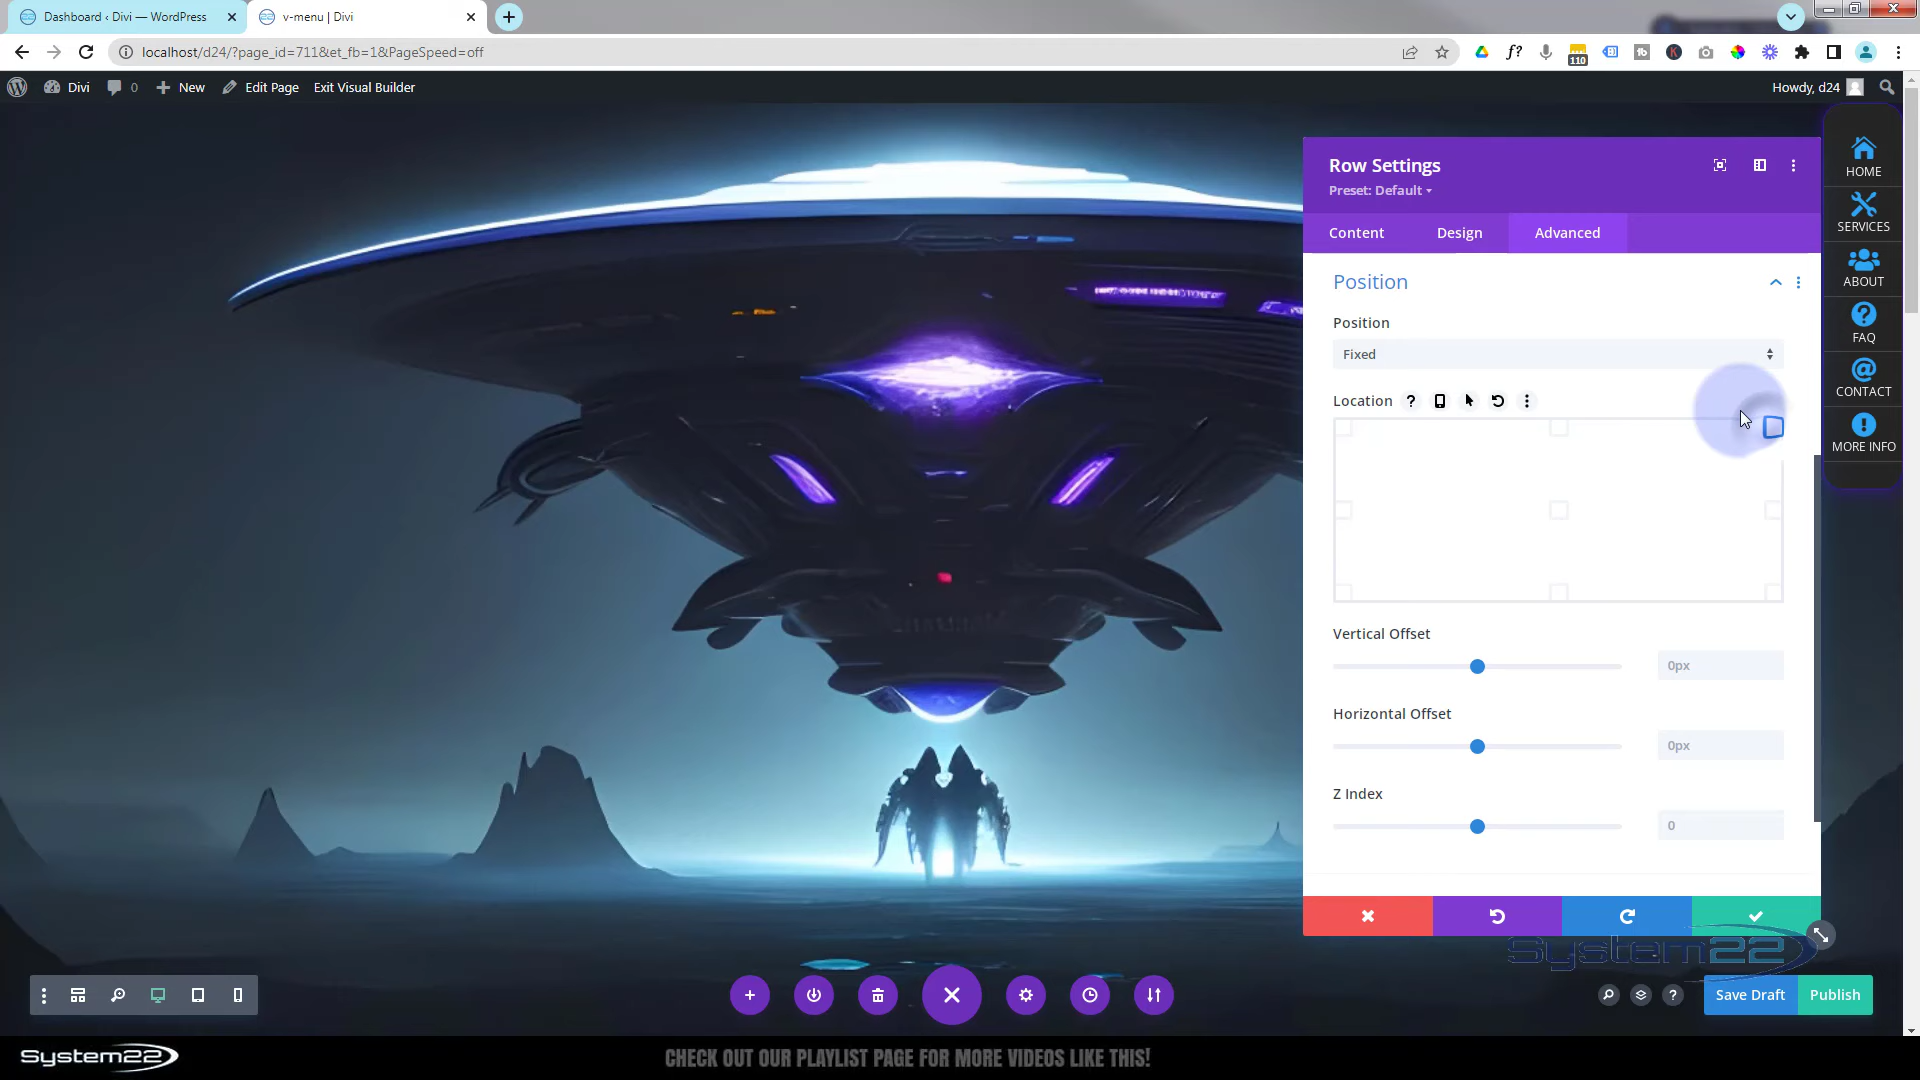 Dashboard ‹ Divi — WordPress
v-menu | Divi
localhost/d24/?page_id=711&et_fb=1&PageSpeed=off
f?
fb
K
110
Divi
0
New
Edit Page
Exit Visual Builder
Howdy, d24
Row Settings
Preset: Default
Content
Design
Advanced
Position
Position
Fixed
Location
Vertical Offset
0px
Horizontal Offset
0px
Z Index
0
HOME
SERVICES
ABOUT
FAQ
CONTACT
MORE INFO
System22
Save Draft
Publish
System22
CHECK OUT OUR PLAYLIST PAGE FOR MORE VIDEOS LIKE THIS!